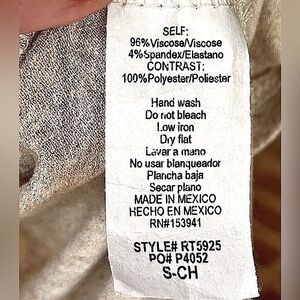 SELF:
96%Viscose/Viscose
4%Spandex/Elastano
CONTRAST:
100%Polyester/Poliester
Hand wash
Do not bleach
Low iron
Dry flat
Lavar a mano
No usar blanqueador
Plancha baja
Secar plano
MADE IN MEXICO
HECHO EN MEXICO
RN#153941
STYLE# RT5925
PO# P4052
S-CH